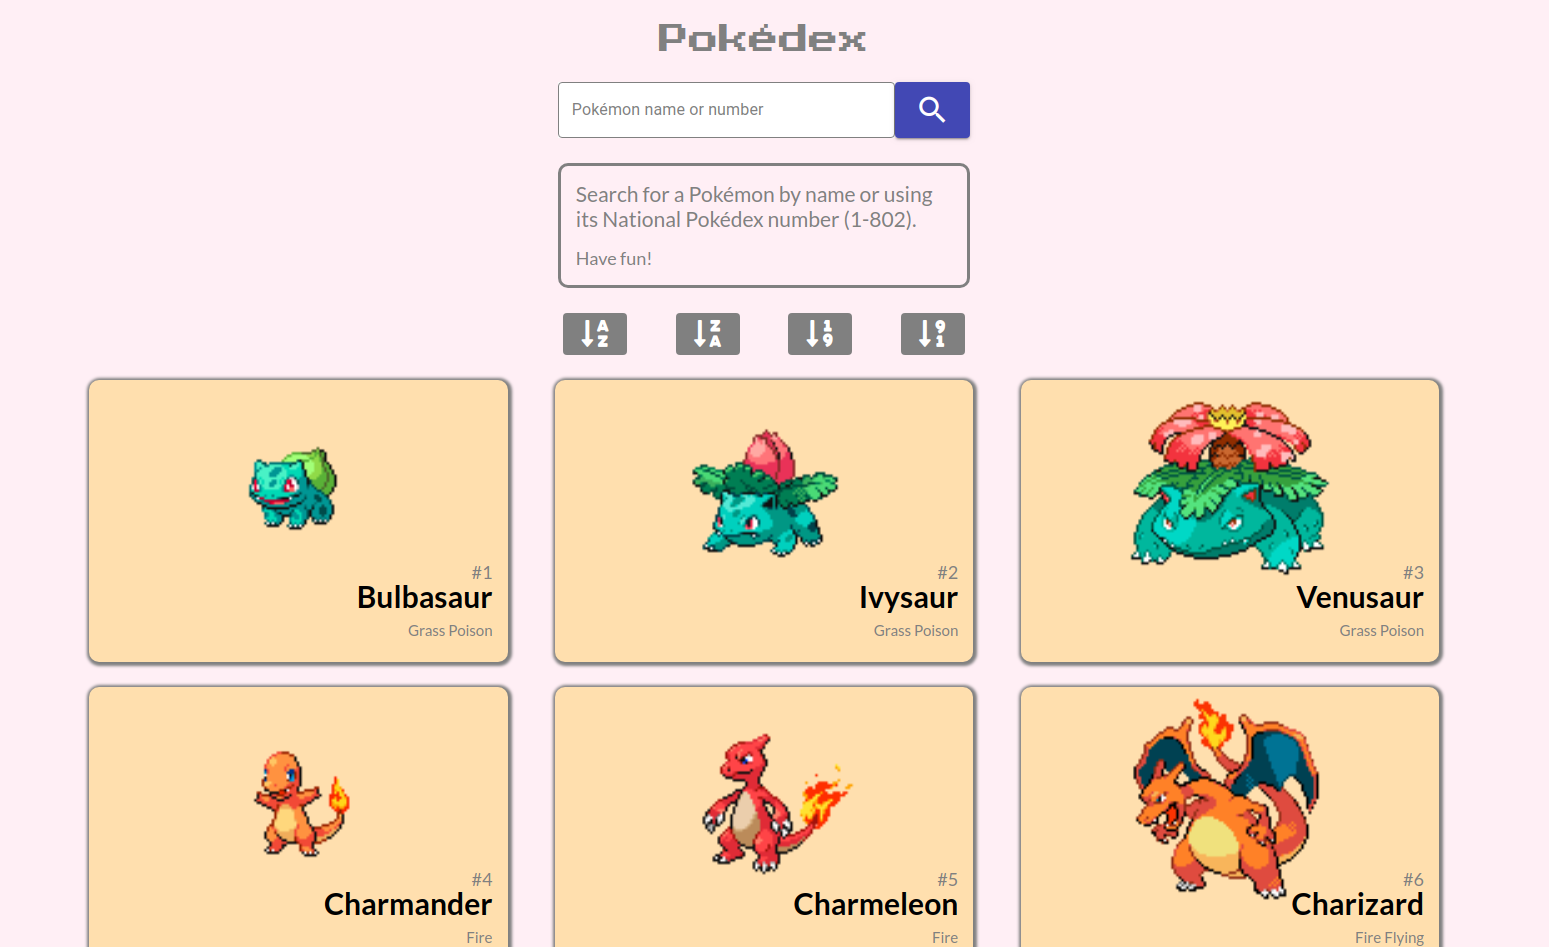 Pokédex
Pokémon name or number
Search for a Pokémon by name or using
its National Pokédex number (1-802).
Have fun!
A Z
Z A
1 9
9 1
#1
Bulbasaur
Grass Poison
#2
Ivysaur
Grass Poison
#3
Venusaur
Grass Poison
#4
Charmander
Fire
#5
Charmeleon
Fire
#6
Charizard
Fire Flying